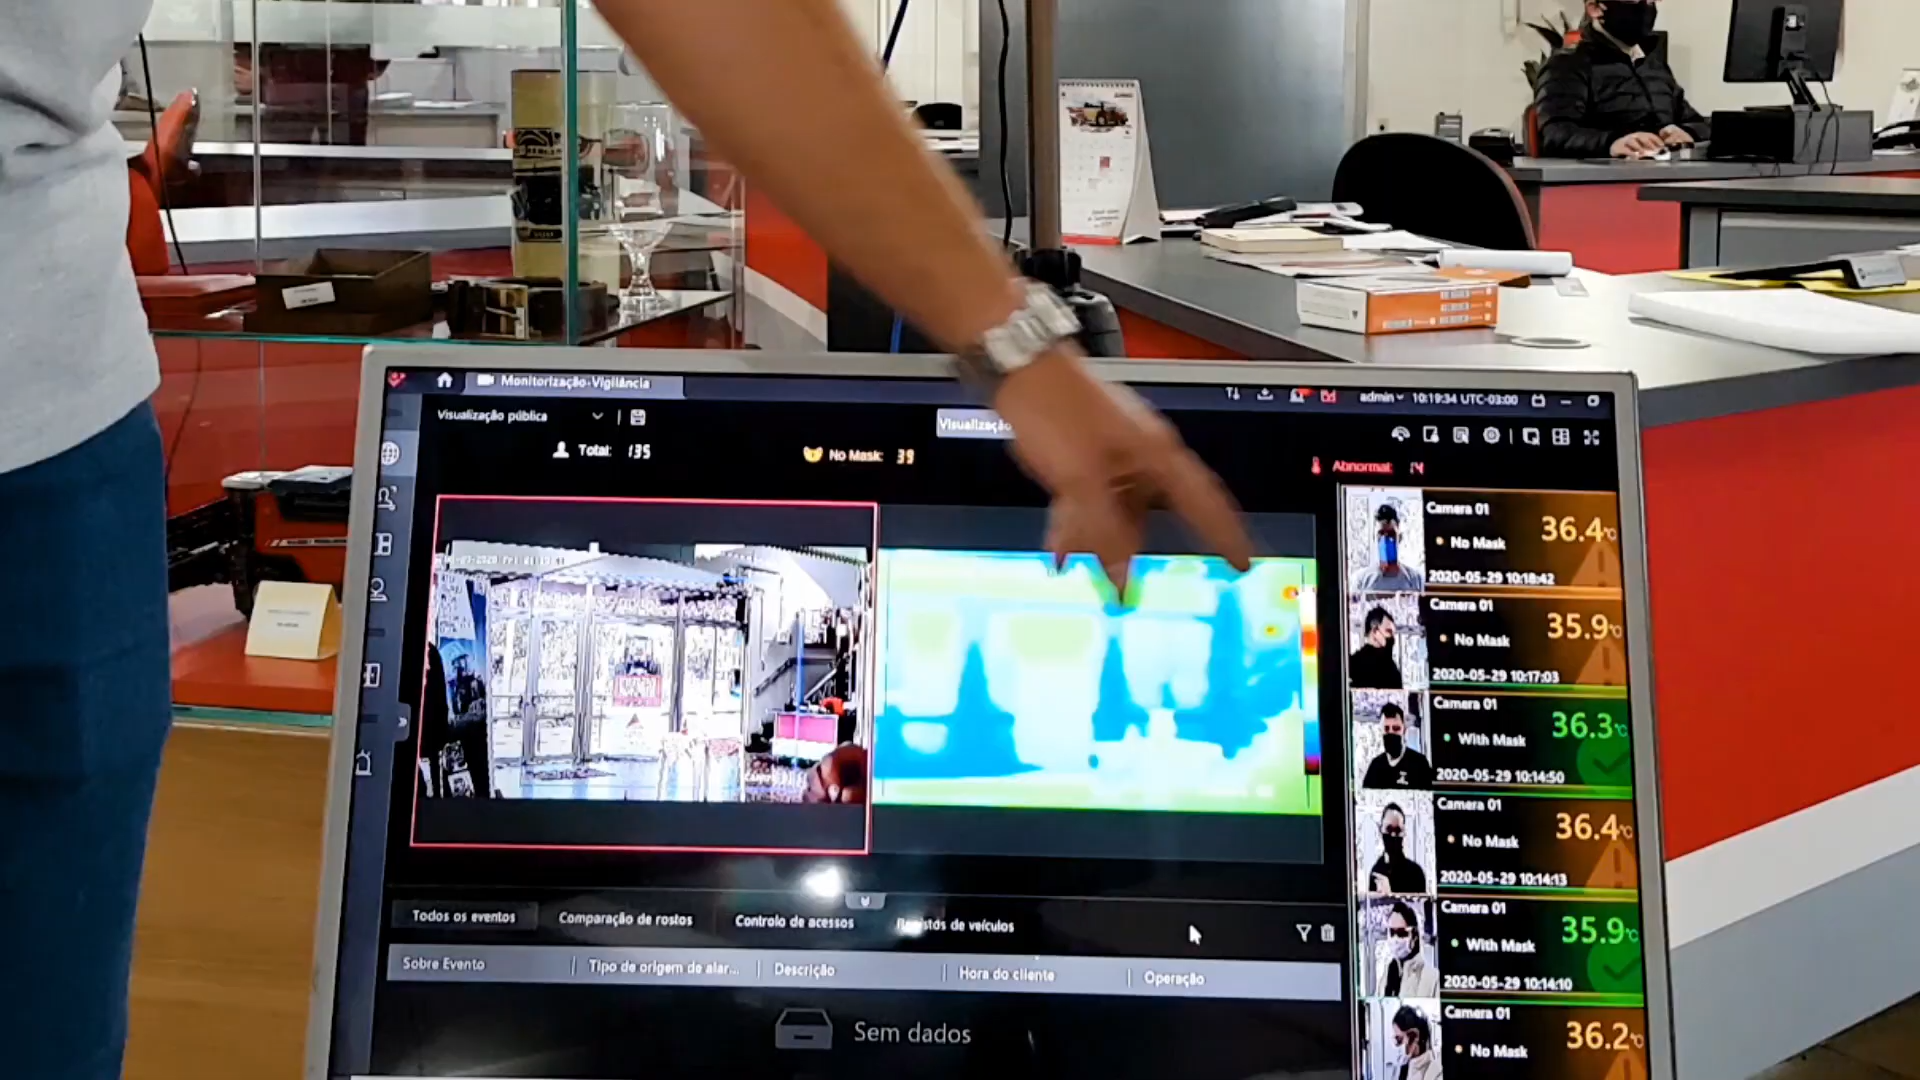 Monitorização-Vigilância
admin 10:19:34 UTC-03:00
Visualização pública
Visualização
Total: 135
No Mask: 39
Abnormal: 14
Camera 01
36.4°C
No Mask
2020-05-29 10:18:42
Camera 01
35.9°C
No Mask
2020-05-29 10:17:03
Camera 01
36.3°C
With Mask
2020-05-29 10:14:50
Camera 01
36.4°C
No Mask
2020-05-29 10:14:13
Camera 01
35.9°C
With Mask
2020-05-29 10:14:10
Camera 01
36.2°C
No Mask
Todos os eventos
Comparação de rostos
Controlo de acessos
Registos de veículos
Sobre Evento
Tipo de origem de alar...
Descrição
Hora do cliente
Operação
Sem dados